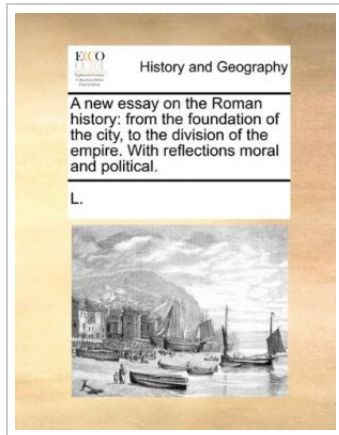 ECCO
History and Geography
A new essay on the Roman
history: from the foundation of
the city, to the division of the
empire. With reflections moral
and political.
L.